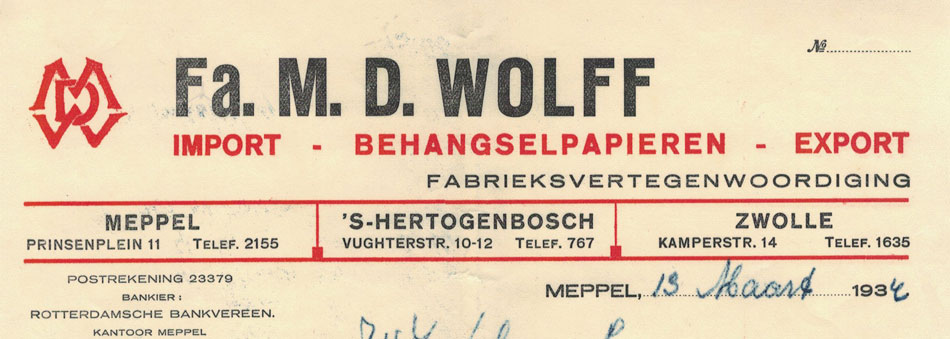 №
Fa. M. D. WOLFF
IMPORT - BEHANGSELPAPIEREN - EXPORT
FABRIEKSVERTEGENWOORDIGING
MEPPEL
PRINSENPLEIN 11 TELEF. 2155
'S-HERTOGENBOSCH
VUGHTERSTR. 10-12 TELEF. 767
ZWOLLE
KAMPERSTR. 14 TELEF. 1635
POSTREKENING 23379
BANKIER:
ROTTERDAMSCHE BANKVEREEN.
KANTOOR MEPPEL
MEPPEL, 13 Maart 193